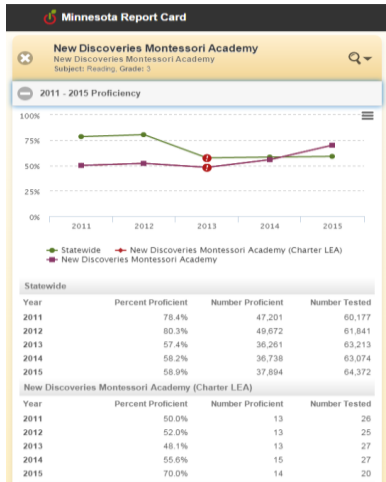 Minnesota Report Card
New Discoveries Montessori Academy
New Discoveries Montessori Academy
Subject: Reading, Grade: 3
2011 - 2015 Proficiency
100%
75%
50%
25%
0%
2011 2012 2013 2014 2015
Statewide New Discoveries Montessori Academy (Charter LEA)
New Discoveries Montessori Academy
Statewide
Year Percent Proficient Number Proficient Number Tested
2011 78.4% 47,201 60,177
2012 80.3% 49,672 61,841
2013 57.4% 36,261 63,213
2014 58.2% 36,738 63,074
2015 58.9% 37,894 64,372
New Discoveries Montessori Academy (Charter LEA)
Year Percent Proficient Number Proficient Number Tested
2011 50.0% 13 26
2012 52.0% 13 25
2013 48.1% 13 27
2014 55.6% 15 27
2015 70.0% 14 20